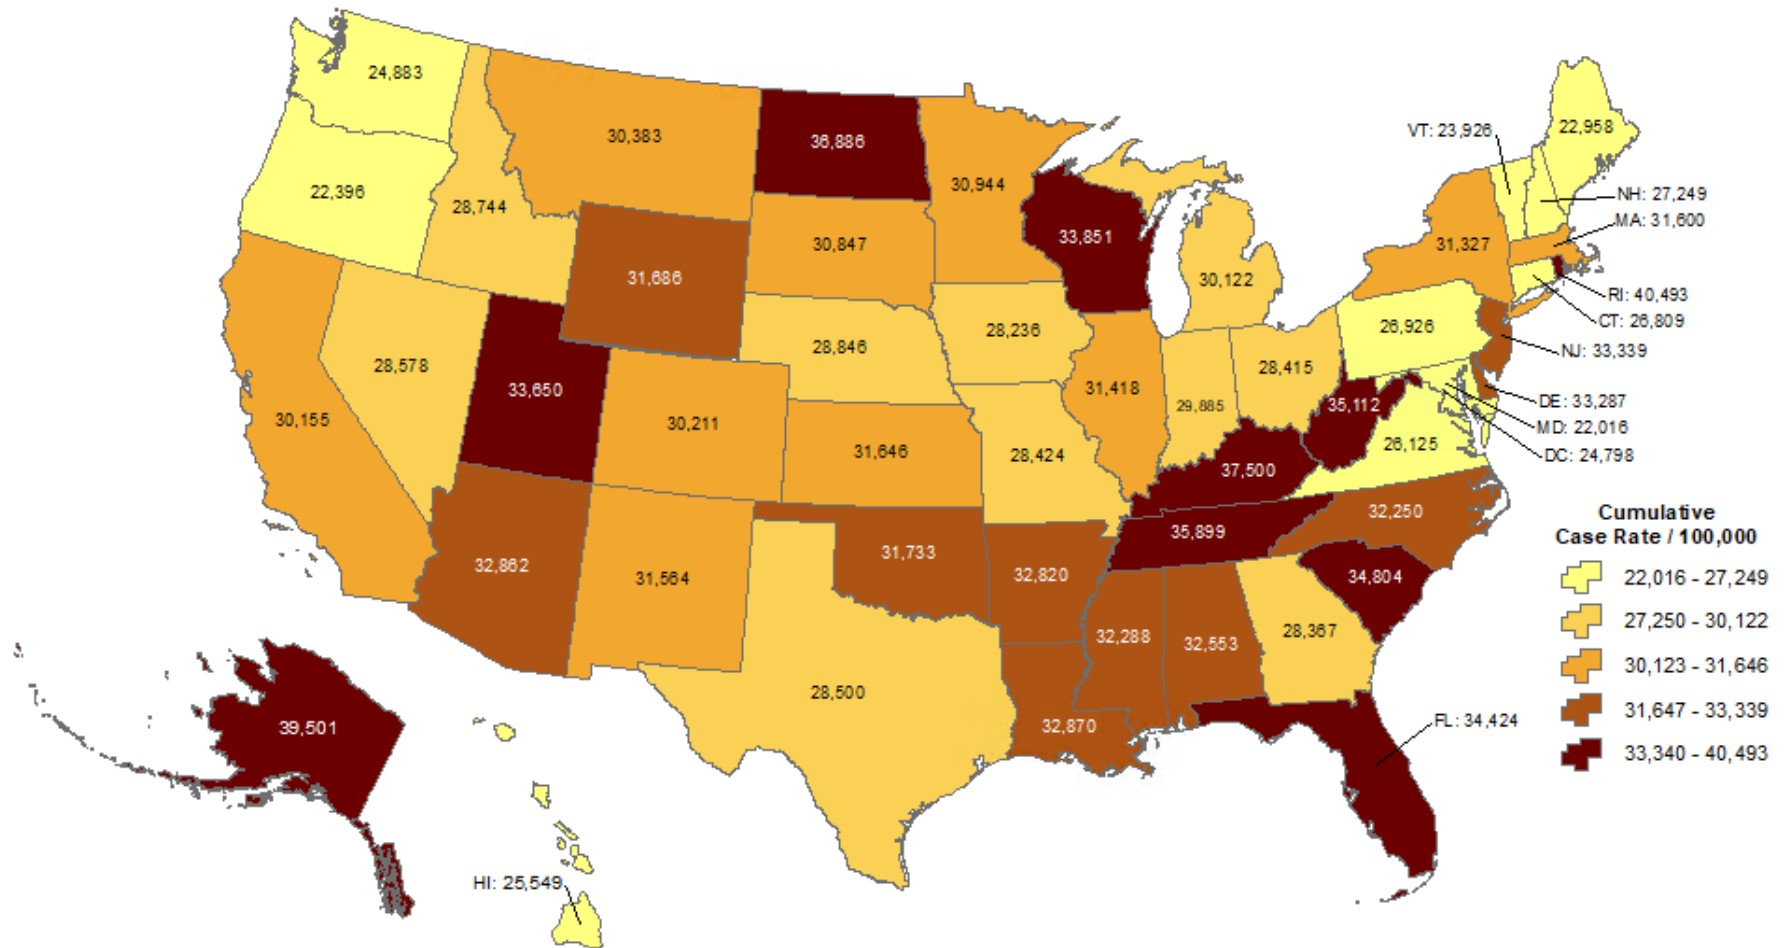 24,883
22,396
28,744
30,383
36,886
30,944
33,851
30,847
31,686
28,846
28,236
30,122
28,578
33,650
30,155
30,211
31,646
28,424
31,418
29,885
28,415
35,112
37,500
35,899
32,862
31,564
31,733
32,820
32,288
32,553
28,367
34,804
32,250
26,125
26,926
31,327
22,958
VT: 23,926
NH: 27,249
MA: 31,600
RI: 40,493
CT: 26,809
NJ: 33,339
DE: 33,287
MD: 22,016
DC: 24,798
28,500
32,870
FL: 34,424
39,501
HI: 25,549
Cumulative
Case Rate / 100,000
22,016 - 27,249
27,250 - 30,122
30,123 - 31,646
31,647 - 33,339
33,340 - 40,493